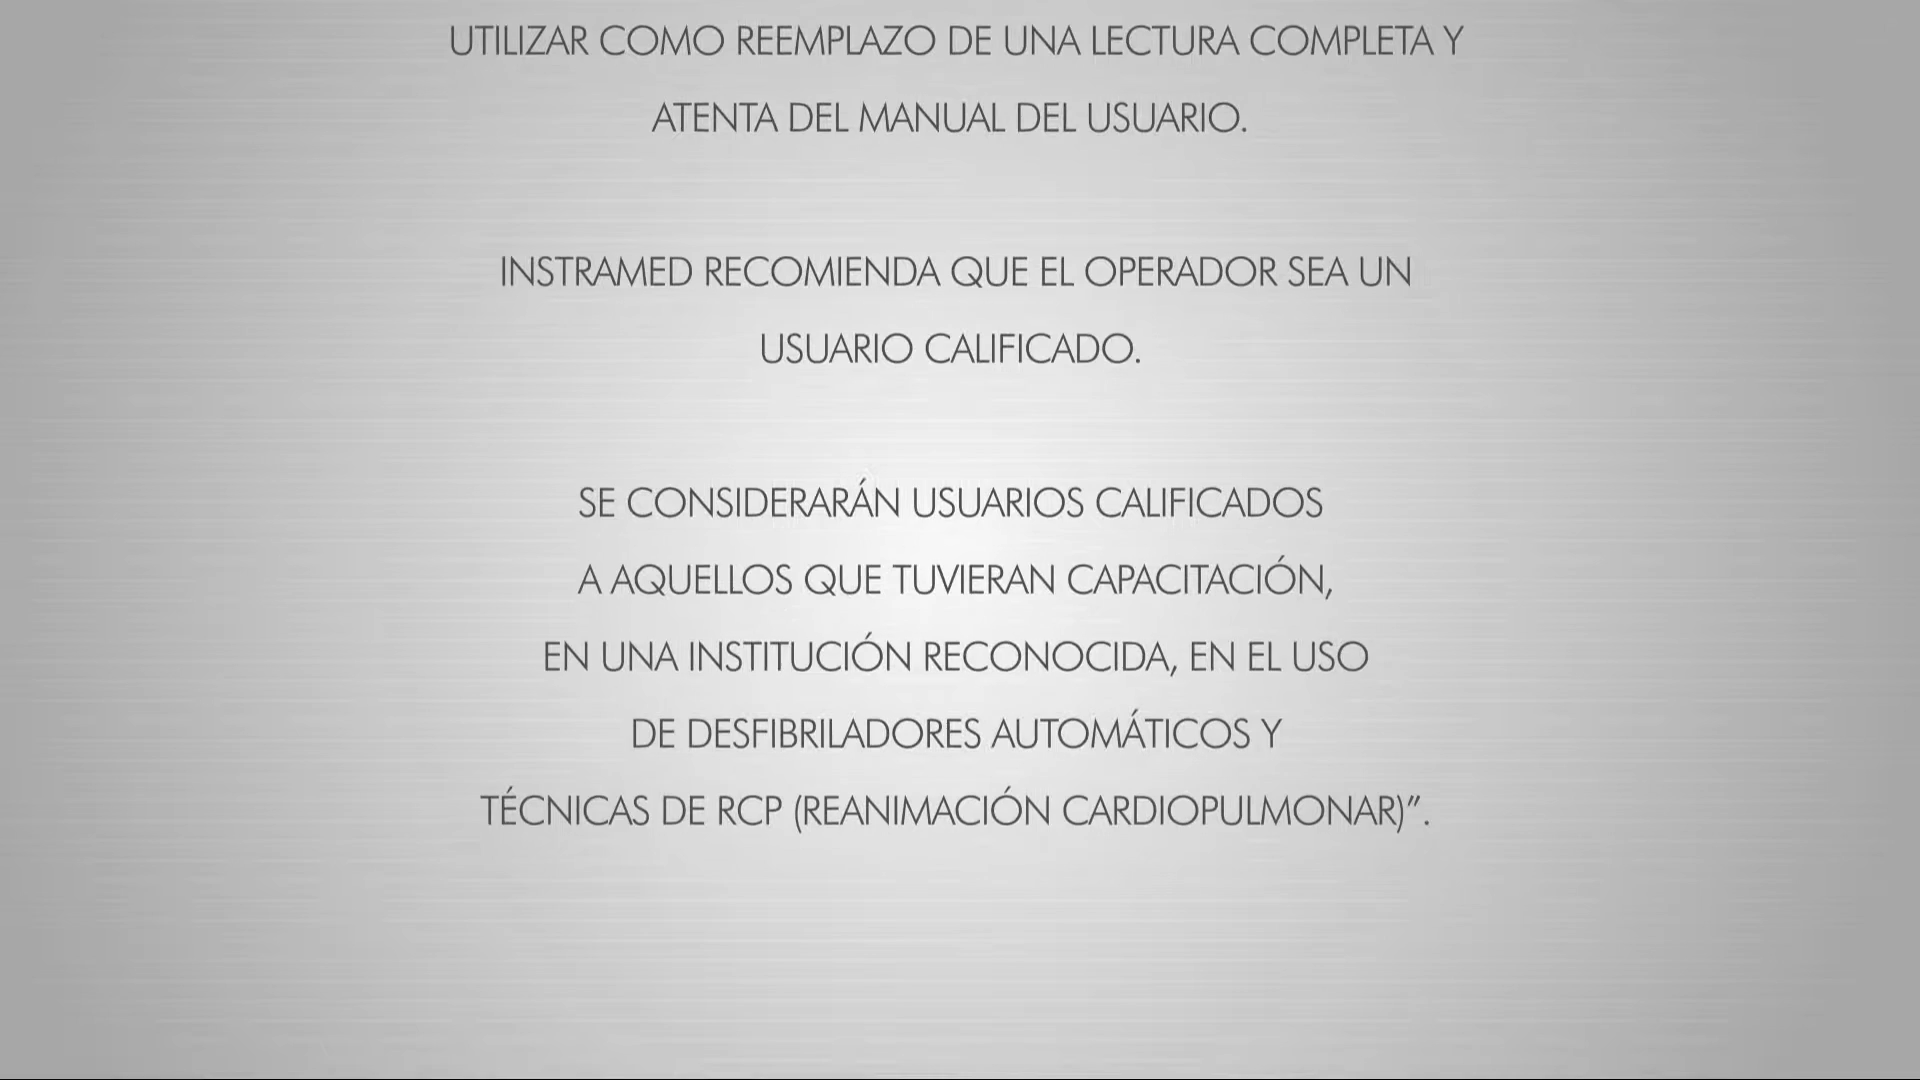 UTILIZAR COMO REEMPLAZO DE UNA LECTURA COMPLETA Y
ATENTA DEL MANUAL DEL USUARIO.
INSTRAMED RECOMIENDA QUE EL OPERADOR SEA UN
USUARIO CALIFICADO.
SE CONSIDERARÁN USUARIOS CALIFICADOS
A AQUELLOS QUE TUVIERAN CAPACITACIÓN,
EN UNA INSTITUCIÓN RECONOCIDA, EN EL USO
DE DESFIBRILADORES AUTOMÁTICOS Y
TÉCNICAS DE RCP (REANIMACIÓN CARDIOPULMONAR)”.